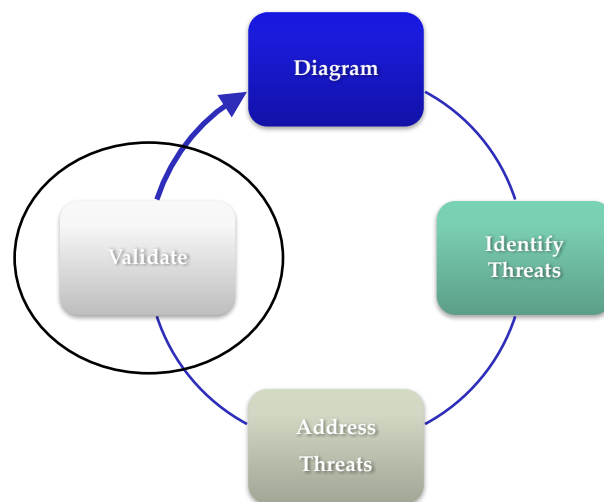 Diagram
Identify
Threats
Validate
Address
Threats